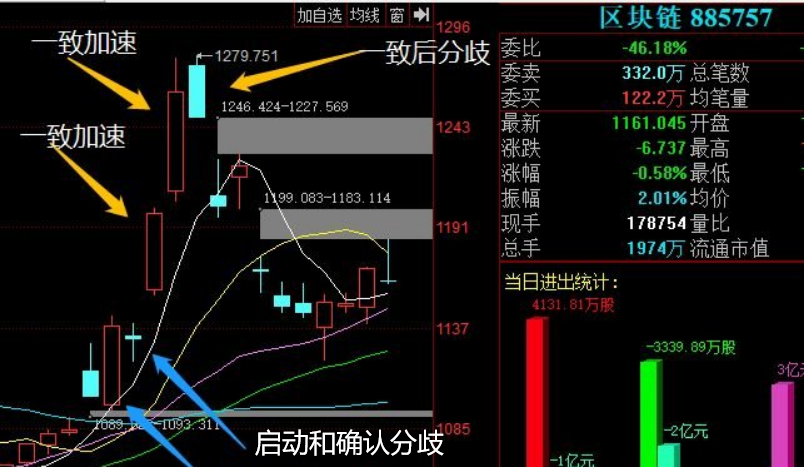 加自选 均线 窗
区块链 885757
1296
一致加速
1279.751
一致后分歧
委比 -46.18%
委卖 332.0万 总笔数
委买 122.2万 均笔量
1246.424-1227.569
最新 1161.045 开盘
1243
一致加速
涨跌 -6.737 最高
涨幅 -0.58% 最低
1199.083-1183.114
振幅 2.01% 均价
现手 178754 量比
1191
总手 1974万 流通市值
当日进出统计:
4131.81万股
1137
-3339.89万股
3亿
-2亿元
1085
-1093.311
启动和确认分歧
-1亿元